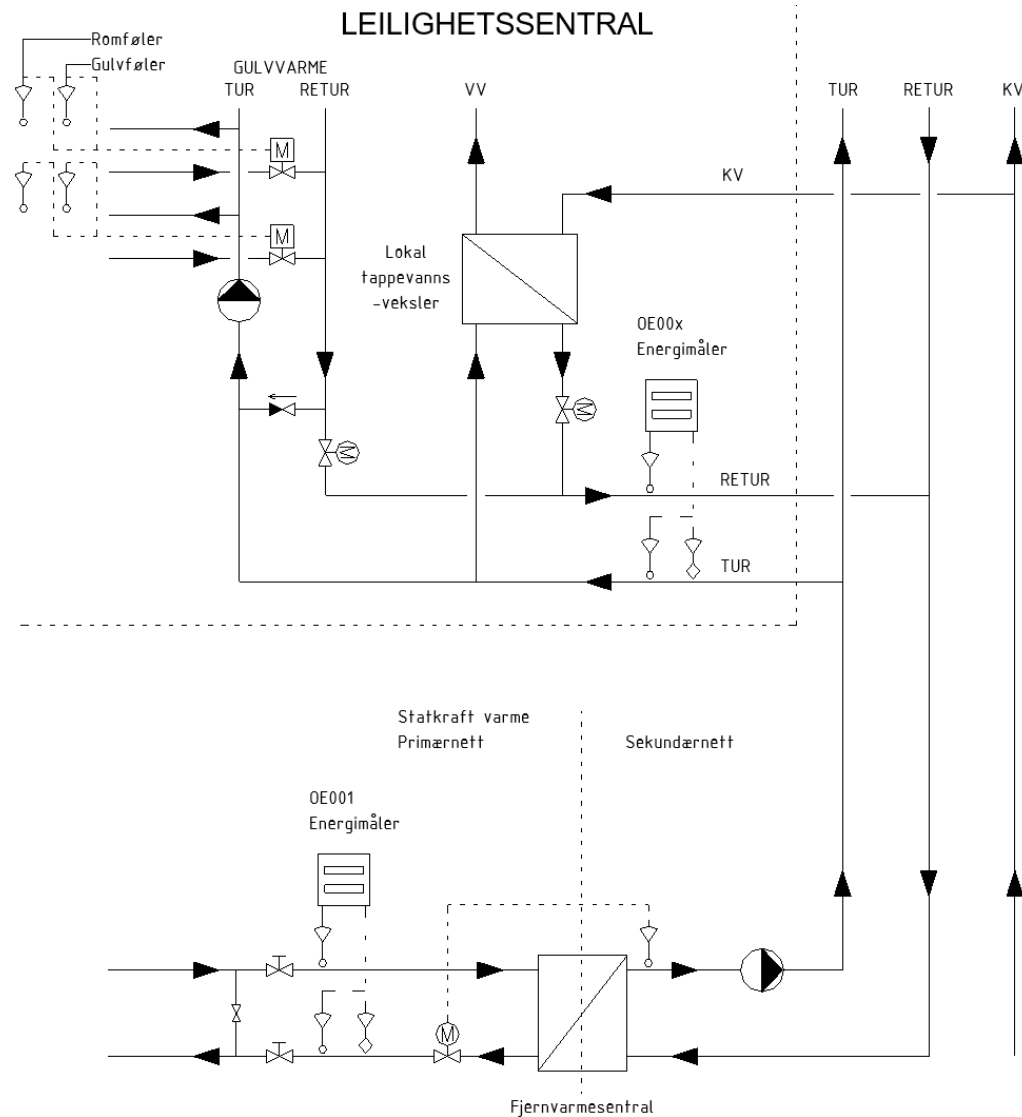 LEILIGHETSSENTRAL
Romføler
Gulvføler
GULVVARME
TUR
RETUR
VV
TUR
RETUR
KV
M
KV
M
Lokal
tappevanns
-veksler
OE00x
Energimåler
M
M
RETUR
TUR
Statkraft varme
Primærnett
Sekundærnett
OE001
Energimåler
M
Fjernvarmesentral